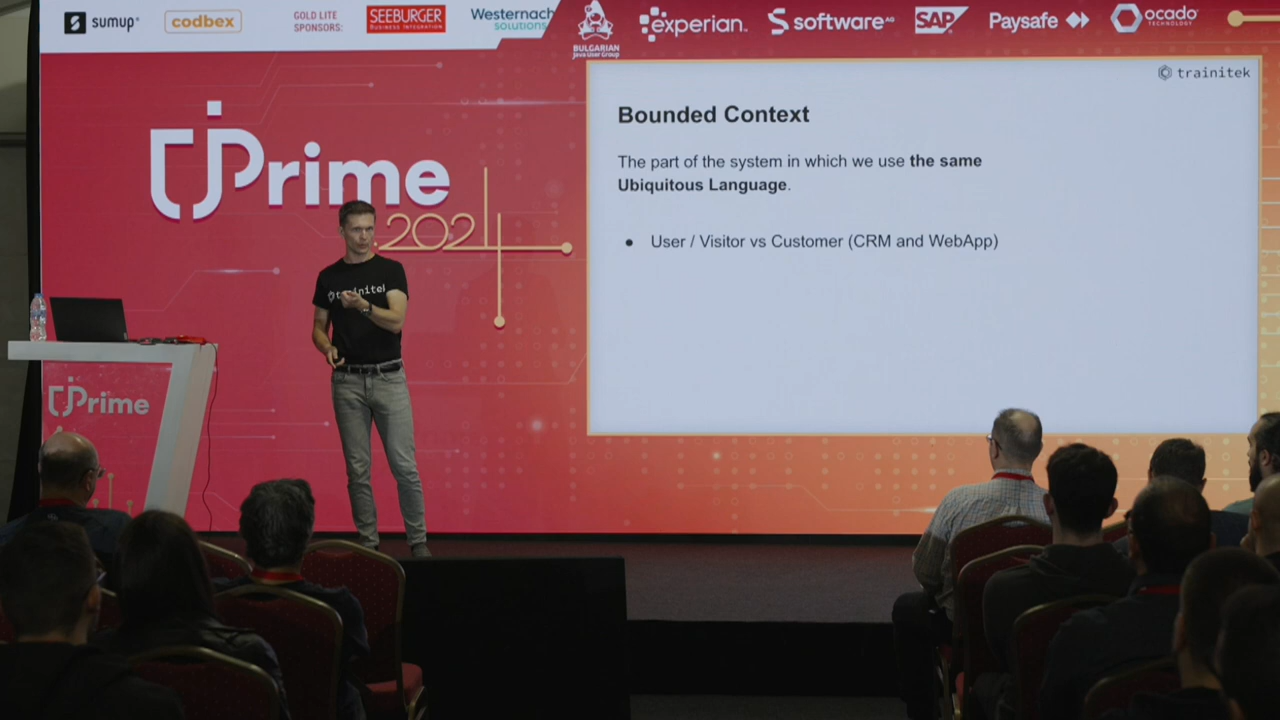 sumup®
codbex
GOLD LITE
SPONSORS:
SEEBURGER
BUSINESS INTEGRATION
Westernach
solutions
BULGARIAN
Java User Group
experian™
software AG
SAP
Paysafe
ocado
TECHNOLOGY
trainitek
jPrime
2024
Bounded Context
The part of the system in which we use the same
Ubiquitous Language.
● User / Visitor vs Customer (CRM and WebApp)
trainitek
jPrime